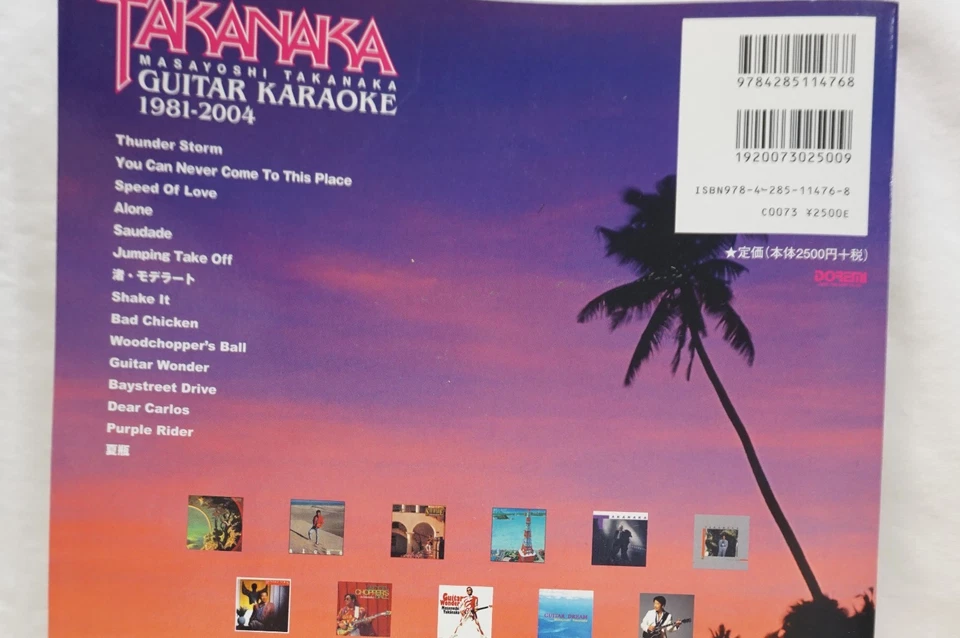 TAKANAKA
MASAYOSHI TAKANAKA
GUITAR KARAOKE
1981-2004
Thunder Storm
You Can Never Come To This Place
Speed Of Love
Alone
Saudade
Jumping Take Off
渚・モデラート
Shake It
Bad Chicken
Woodchopper's Ball
Guitar Wonder
Baystreet Drive
Dear Carlos
Purple Rider
夏瓶
9784285114768
1920073025009
ISBN978-4-285-11476-8
C0073 ¥2500E
★定価(本体2500円+税)
DOREMI
Guitar
Wonder